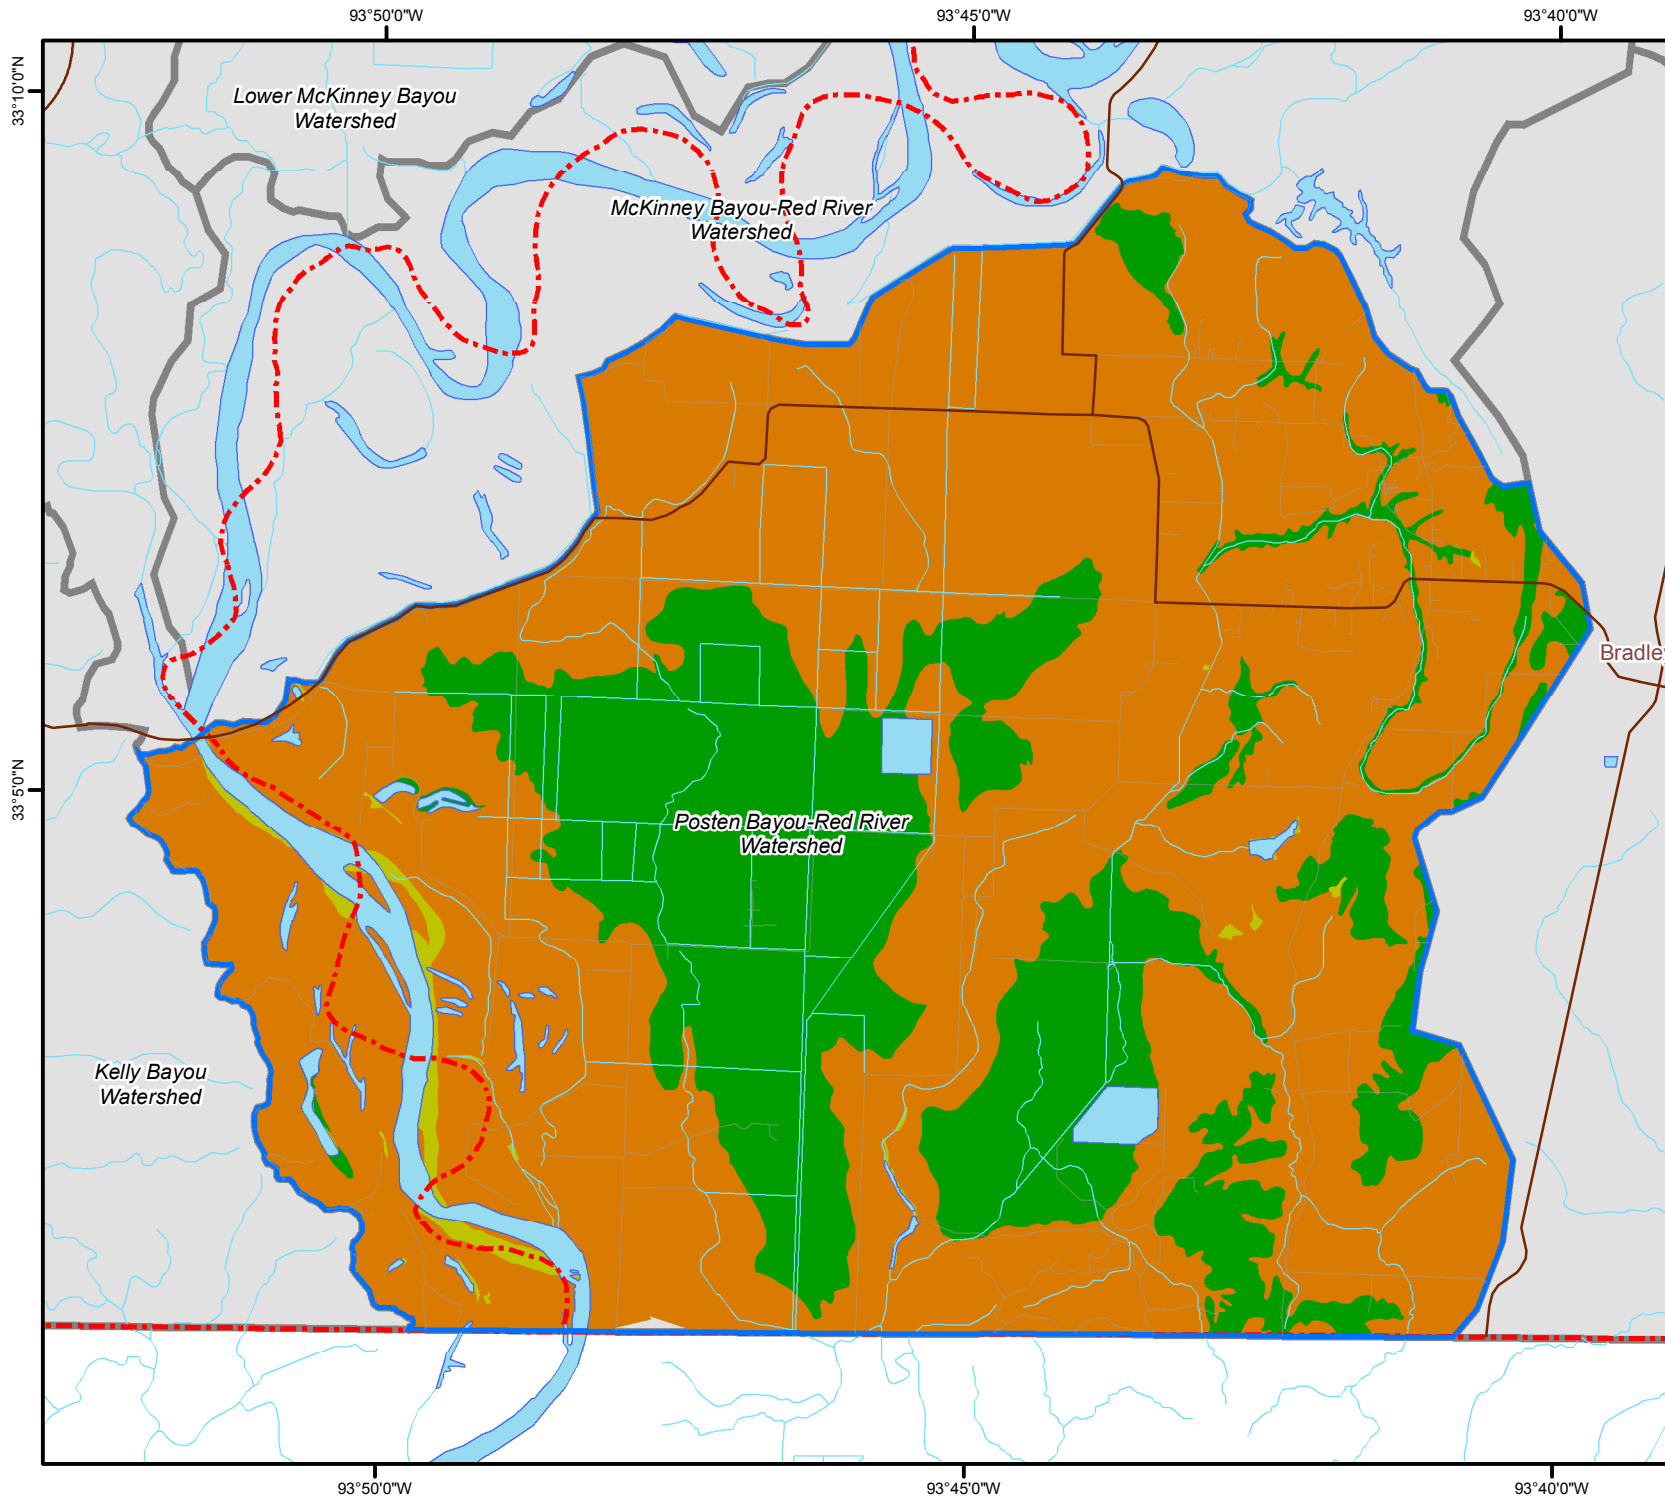 93°50'0"W
93°45'0"W
93°40'0"W
33°10'0"N
Lower McKinney Bayou
Watershed
McKinney Bayou-Red River
Watershed
Bradley
33°5'0"N
Posten Bayou-Red River
Watershed
Kelly Bayou
Watershed
93°50'0"W
93°45'0"W
93°40'0"W